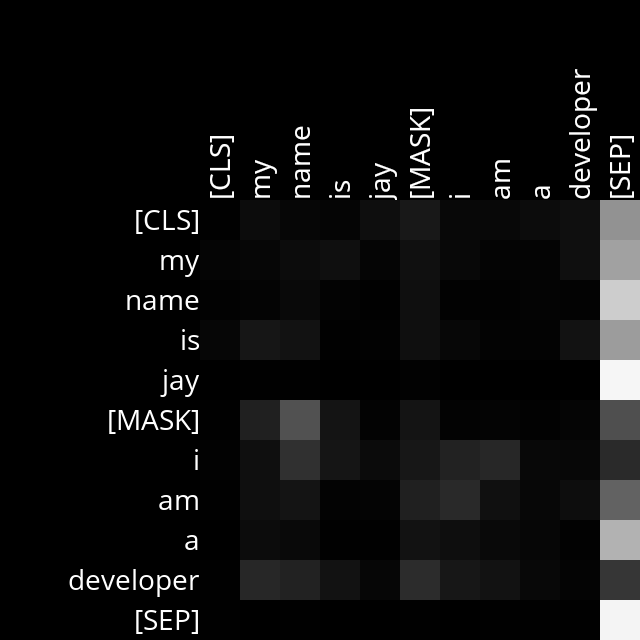 [CLS]
my
name
is
jay
[MASK]
i
am
a
developer
[SEP]
[CLS]
my
name
is
jay
[MASK]
i
am
a
developer
[SEP]